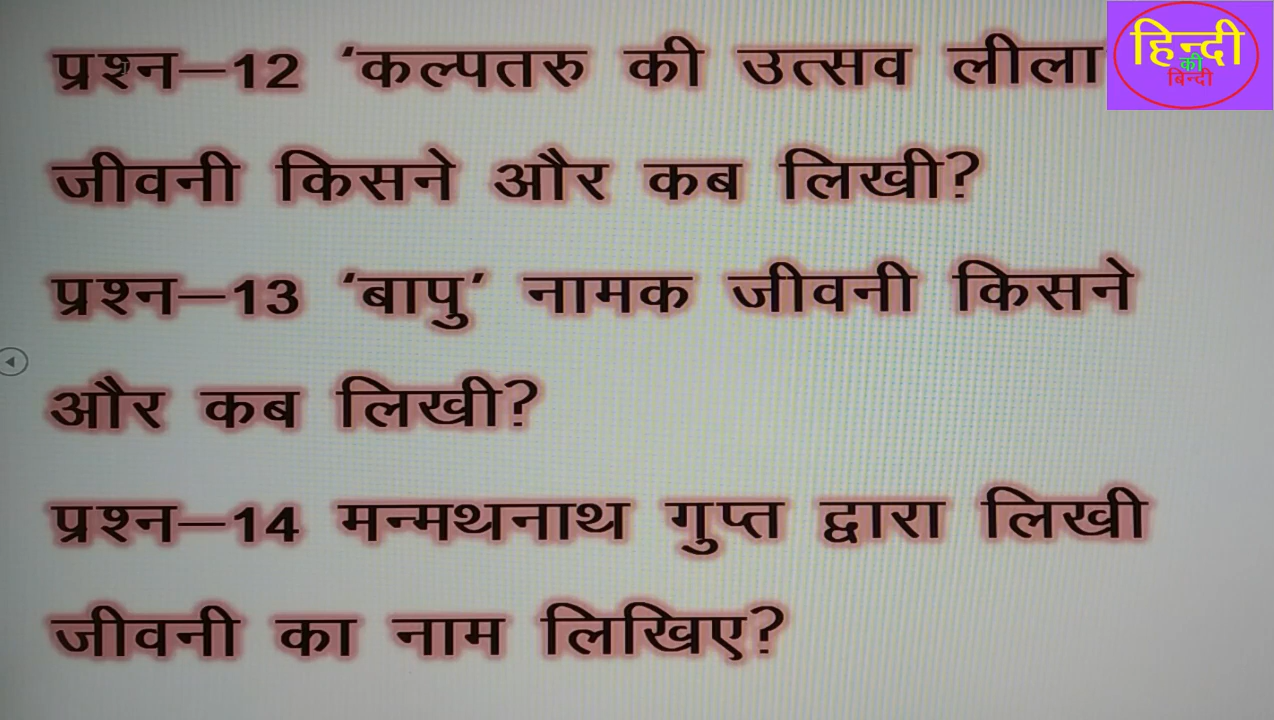 प्रश्न–12 ‘कल्पतरु की उत्सव लीला
जीवनी किसने और कब लिखी?
प्रश्न–13 ‘बापु’ नामक जीवनी किसने
और कब लिखी?
प्रश्न–14 मन्मथनाथ गुप्त द्वारा लिखी
जीवनी का नाम लिखिए?
हिन्दी
की
बिन्दी